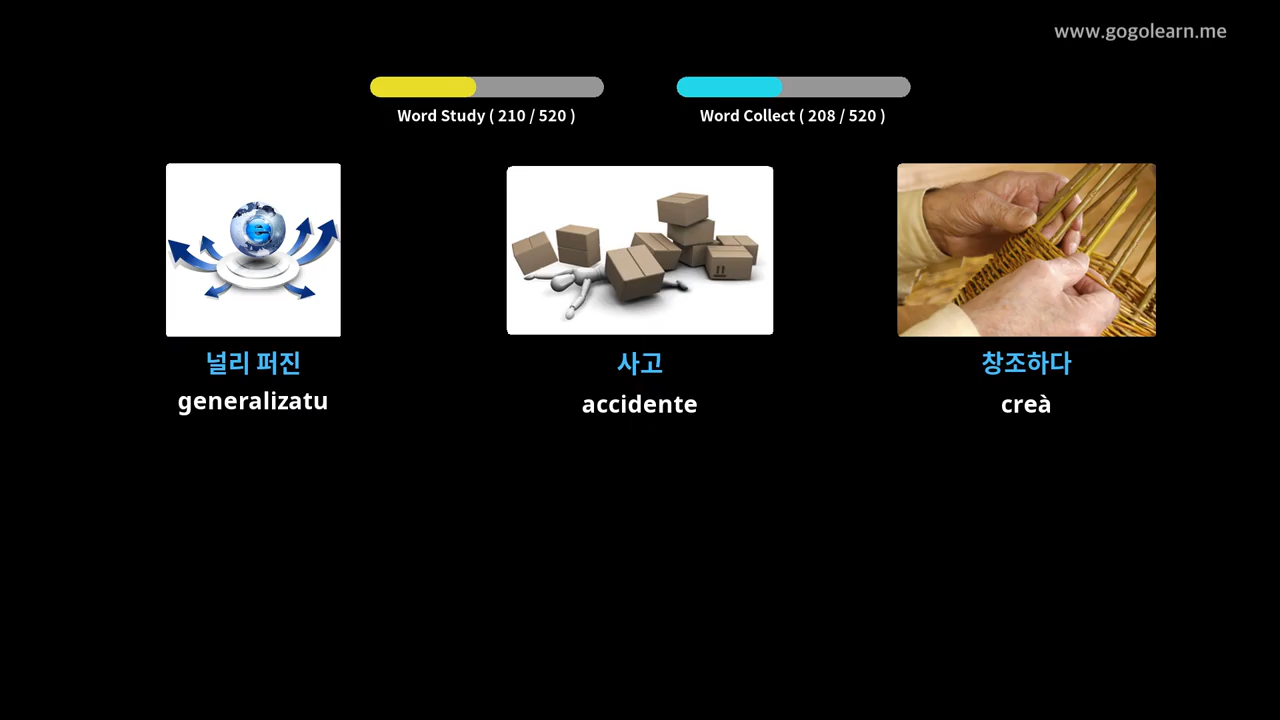 www.gogolearn.me
Word Study ( 210 / 520 )
Word Collect ( 208 / 520 )
e
널리 퍼진
사고
창조하다
generalizatu
accidente
creà